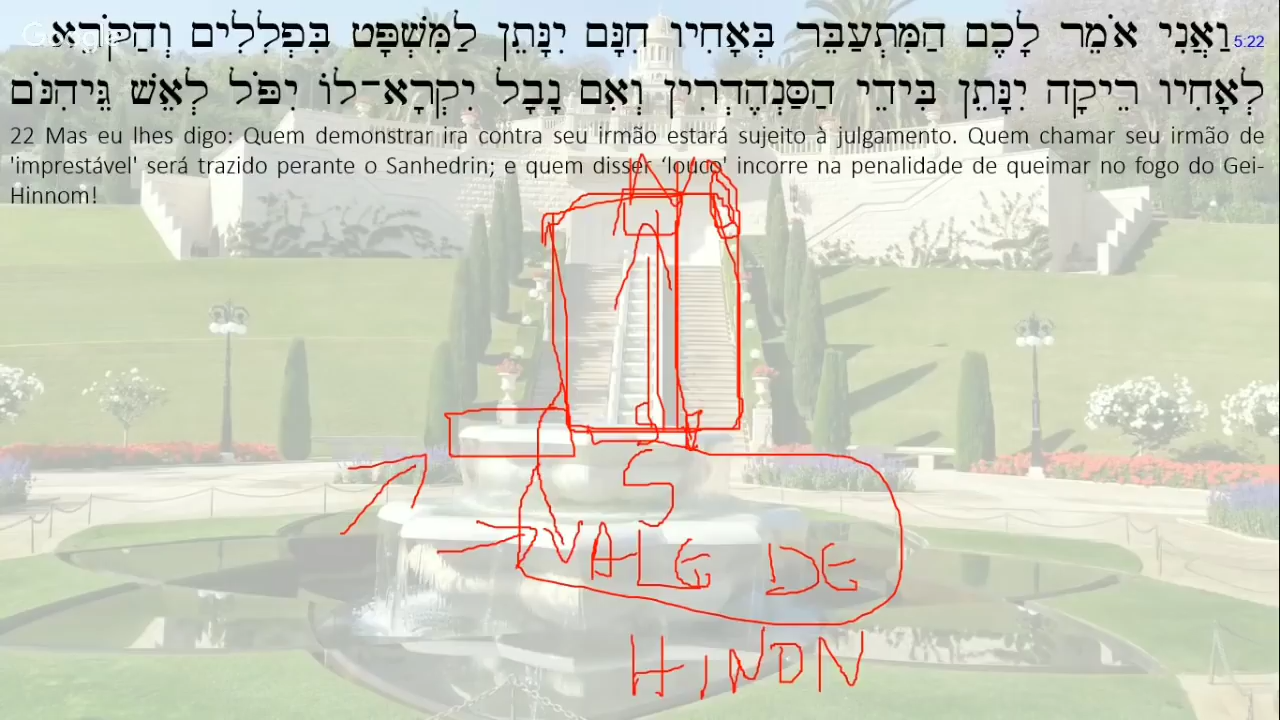 וַאֲנִי אֹמֵר לָכֶם הַמִּתְעַבֵּר בְּאָחִיו חִנָּם יִנָּתֵן לַמִּשְׁפָּט בִּפְלִלִים וְהַקֹּרֵא 5:22
לְאָחִיו רֵיקָה יִנָּתֵן בִּידֵי הַסַּנְהֶדְרִין וְאִם נָבָל יִקְרָא־לוֹ יִפֹּל לְאֵשׁ גֵּיהִנֹּם
22 Mas eu lhes digo: Quem demonstrar ira contra seu irmão estará sujeito à julgamento. Quem chamar seu irmão de
'imprestável' será trazido perante o Sanhedrin; e quem disser ‘louco' incorre na penalidade de queimar no fogo do Gei-
Hinnom!
N
S
VALE DE
HINON